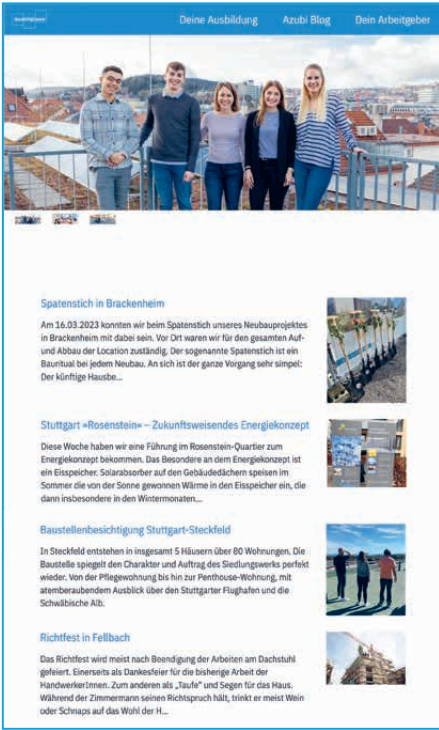 Deine Ausbildung Azubi Blog Dein Arbeitgeber
Spatenstich in Brackenheim
Am 16.03.2023 konnten wir beim Spatenstich unseres Neubauprojektes
in Brackenheim mit dabei sein. Vor Ort waren wir für den gesamten Auf-
und Abbau der Location zuständig. Der sogenannte Spatenstich ist ein
Bauritual bei jedem Neubau. An sich ist der ganze Vorgang sehr simpel:
Der künftige Hausbe...
Stuttgart »Rosenstein« – Zukunftsweisendes Energiekonzept
Diese Woche haben wir eine Führung im Rosenstein-Quartier zum
Energiekonzept bekommen. Das Besondere an dem Energiekonzept ist
ein Eisspeicher. Solarabsorber auf den Gebäudedächern speisen im
Sommer die von der Sonne gewonnen Wärme in den Eisspeicher ein, die
dann insbesondere in den Wintermonaten...
Baustellenbesichtigung Stuttgart-Steckfeld
In Steckfeld entstehen in insgesamt 5 Häusern über 80 Wohnungen. Die
Baustelle spiegelt den Charakter und Auftrag des Siedlungswerks perfekt
wieder. Von der Pflegewohnung bis hin zur Penthouse-Wohnung, mit
atemberaubendem Ausblick über den Stuttgarter Flughafen und die
Schwäbische Alb.
Richtfest in Fellbach
Das Richtfest wird meist nach Beendigung der Arbeiten am Dachstuhl
gefeiert. Einerseits als Dankesfeier für die bisherige Arbeit der
HandwerkerInnen. Zum anderen als „Taufe" und Segen für das Haus.
Während der Zimmermann seinen Richtspruch hält, trinkt er meist Wein
oder Schnaps auf das Wohl der H...